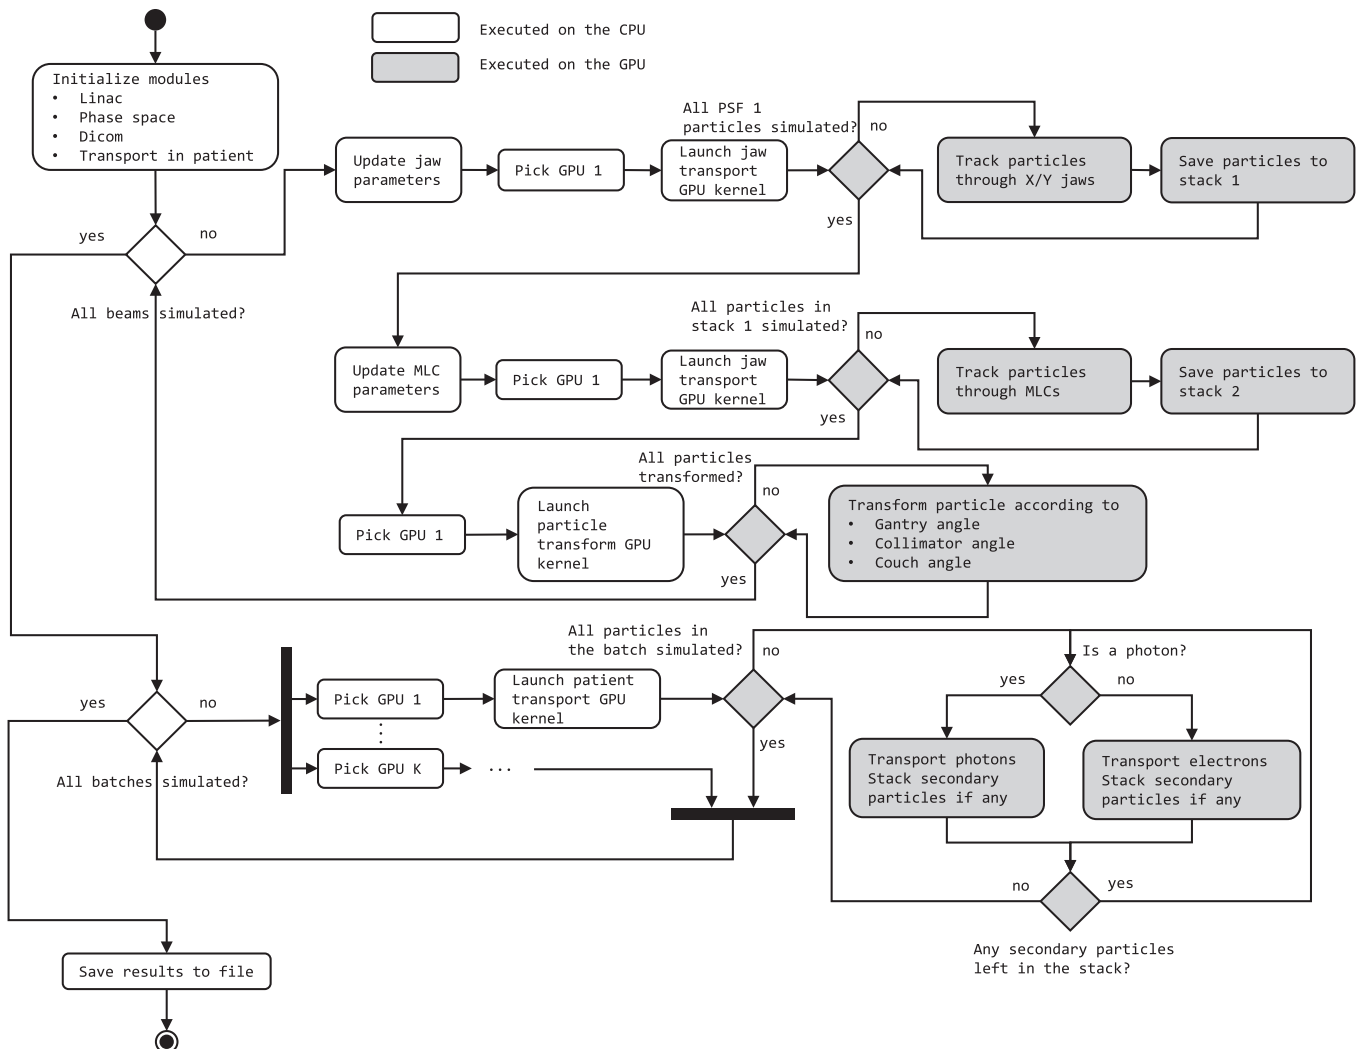 Executed on the CPU
Executed on the GPU
Initialize modules
• Linac
• Phase space
• Dicom
• Transport in patient
All PSF 1
particles simulated?
no
Update jaw
parameters
Pick GPU 1
Launch jaw
transport
GPU kernel
Track particles
through X/Y jaws
Save particles to
stack 1
yes
yes
no
All beams simulated?
All particles in
stack 1 simulated?
no
Update MLC
parameters
Pick GPU 1
Launch jaw
transport
GPU kernel
Track particles
through MLCs
Save particles to
stack 2
yes
All particles
transformed?
no
Pick GPU 1
Launch
particle
transform GPU
kernel
Transform particle according to
• Gantry angle
• Collimator angle
• Couch angle
yes
All particles in
the batch simulated?
no
Is a photon?
yes
no
yes
no
Pick GPU 1
Launch patient
transport GPU
kernel
yes
Pick GPU K
...
All batches simulated?
Transport photons
Stack secondary
particles if any
Transport electrons
Stack secondary
particles if any
no
yes
Any secondary particles
left in the stack?
Save results to file